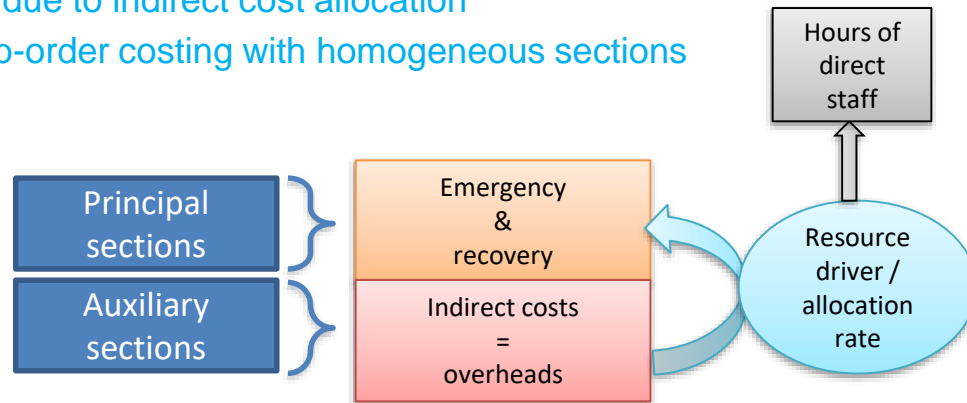 due to indirect cost allocation
-order costing with homogeneous sections
Hours of
direct
staff
Principal
sections
Emergency
&
recovery
Resource
driver /
allocation
rate
Auxiliary
sections
Indirect costs
=
overheads